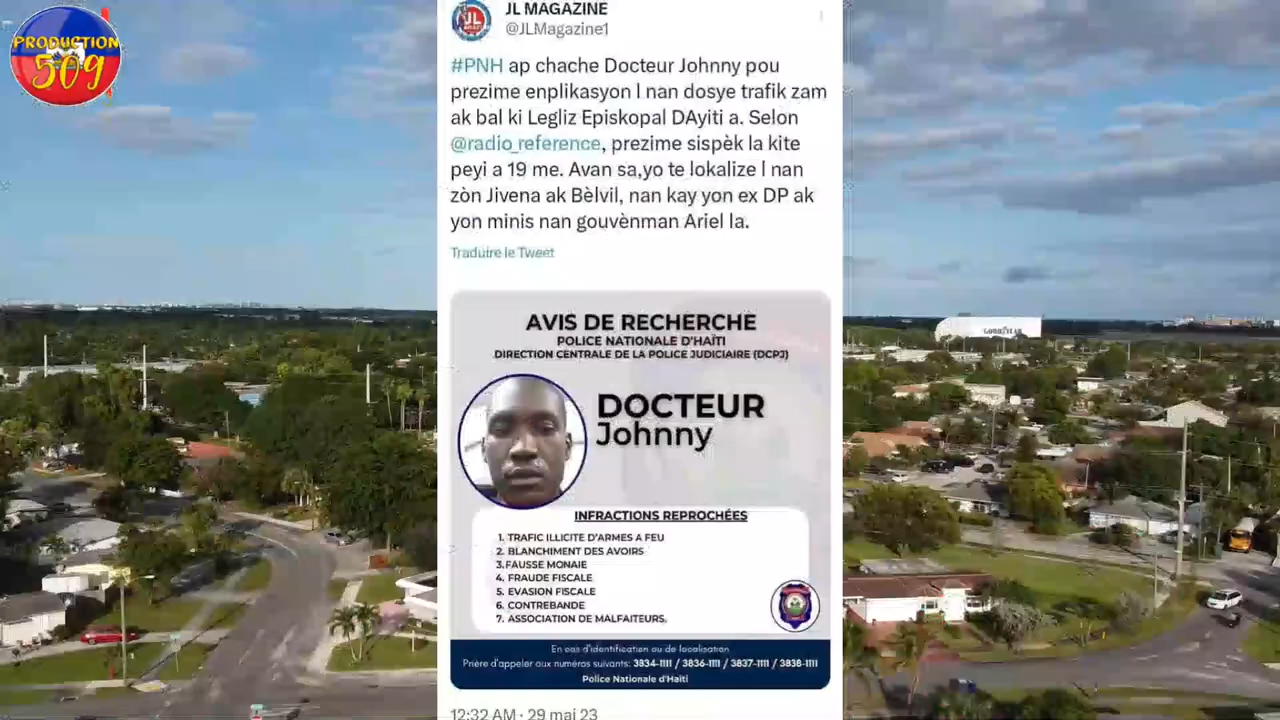 PRODUCTION
509
JL MAGAZINE
@JLMagazine1
#PNH ap chache Docteur Johnny pou
prezime enplikasyon l nan dosye trafik zam
ak bal ki Legliz Episkopal DAyiti a. Selon
@radio_reference, prezime sispèk la kite
peyi a 19 me. Avan sa,yo te lokalize l nan
zòn Jivena ak Bèlvil, nan kay yon ex DP ak
yon minis nan gouvènman Ariel la.
Traduire le Tweet
AVIS DE RECHERCHE
POLICE NATIONALE D'HAÏTI
DIRECTION CENTRALE DE LA POLICE JUDICIAIRE (DCPJ)
DOCTEUR
Johnny
INFRACTIONS REPROCHÉES
1. TRAFIC ILLICITE D'ARMES A FEU
2. BLANCHIMENT DES AVOIRS
3.FAUSSE MONAIE
4. FRAUDE FISCALE
5. EVASION FISCALE
6. CONTREBANDE
7. ASSOCIATION DE MALFAITEURS.
En cas d'identification ou de localisation
Prière d'appeler aux numéros suivants: 3834-1111 / 3836-1111 / 3837-1111 / 3838-1111
Police Nationale d'Haïti
12:32 AM · 29 mai 23
GOODYEAR